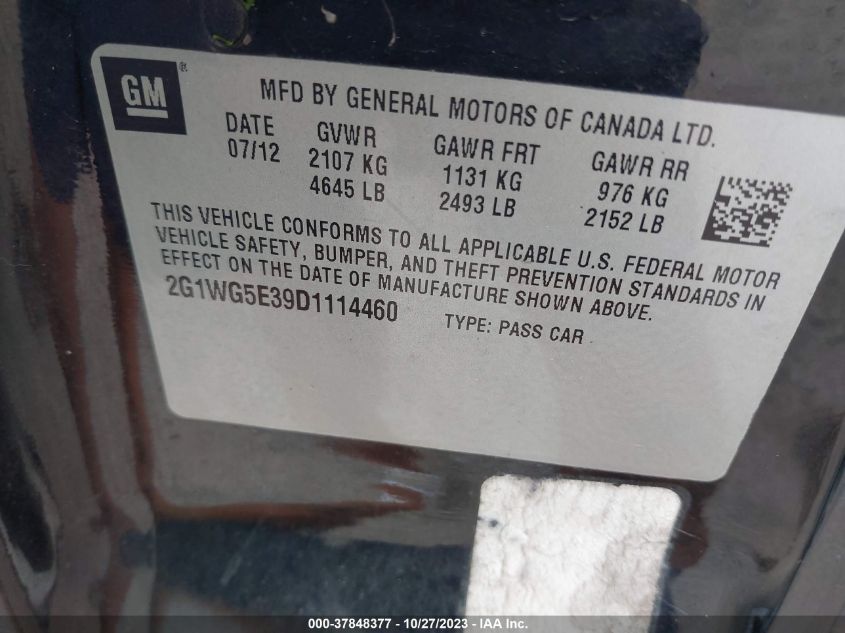 GM®
MFD BY GENERAL MOTORS OF CANADA LTD.
DATE GVWR GAWR FRT GAWR RR
07/12 2107 KG 1131 KG 976 KG
4645 LB 2493 LB 2152 LB
THIS VEHICLE CONFORMS TO ALL APPLICABLE U.S. FEDERAL MOTOR
VEHICLE SAFETY, BUMPER, AND THEFT PREVENTION STANDARDS IN
EFFECT ON THE DATE OF MANUFACTURE SHOWN ABOVE.
2G1WG5E39D1114460 TYPE: PASS CAR
000-37848377 - 10/27/2023 - IAA Inc.